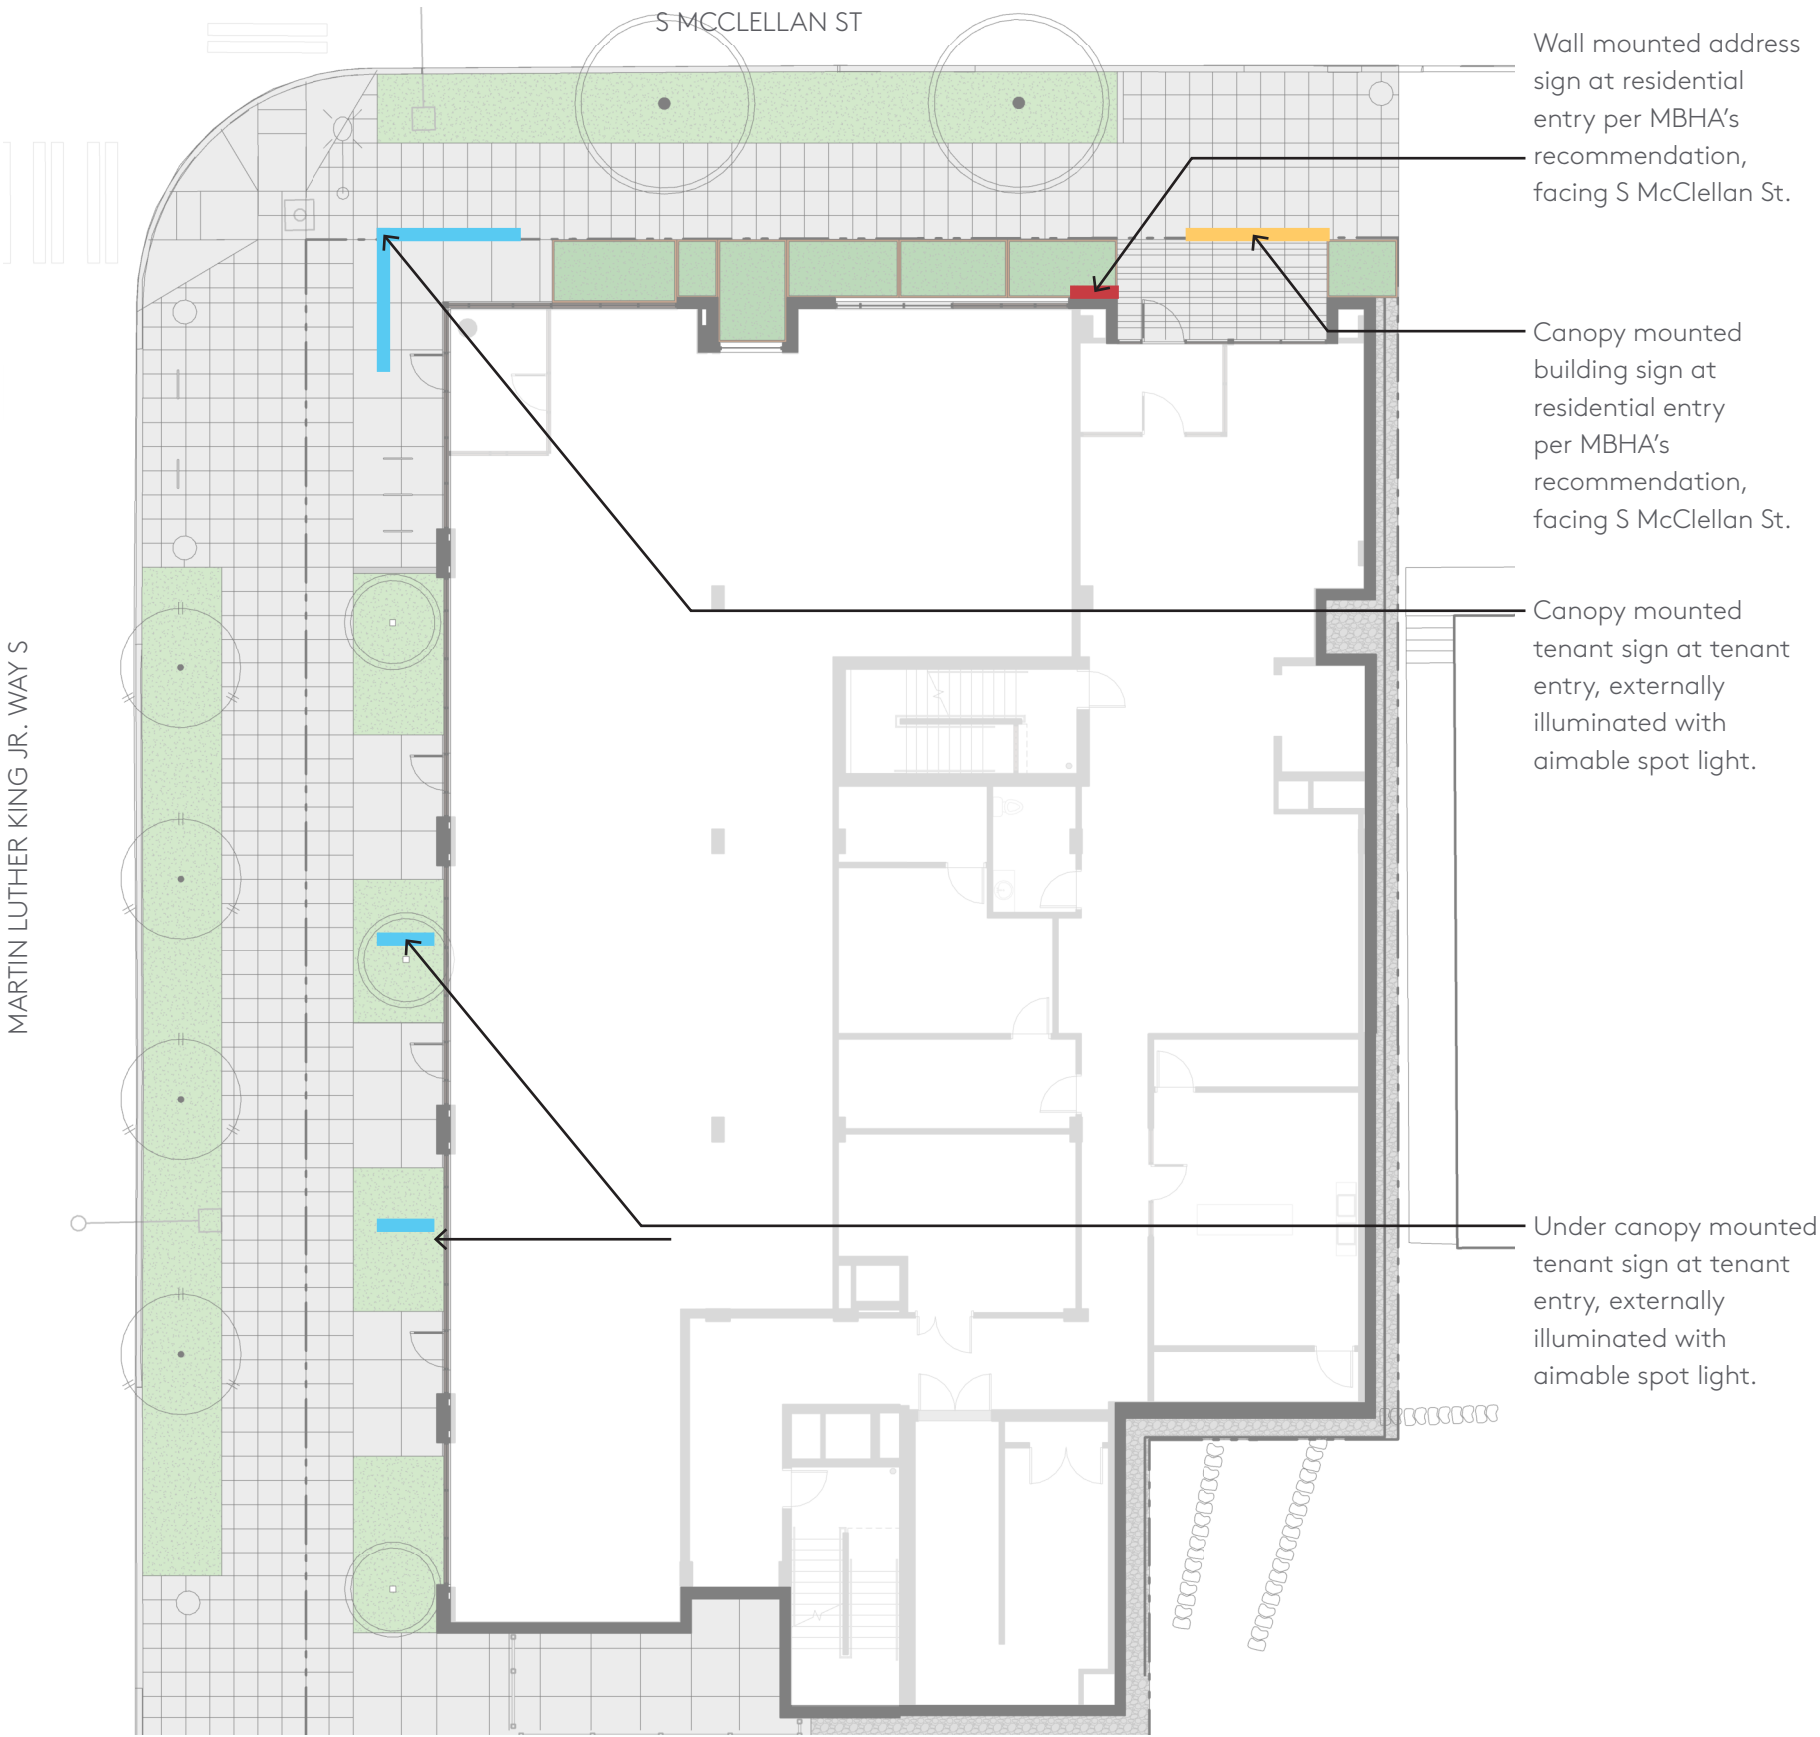 S MCCLELLAN ST
Wall mounted address
sign at residential
entry per MBHA’s
recommendation,
facing S McClellan St.
Canopy mounted
building sign at
residential entry
per MBHA’s
recommendation,
facing S McClellan St.
Canopy mounted
tenant sign at tenant
entry, externally
illuminated with
aimable spot light.
MARTIN LUTHER KING JR. WAY S
Under canopy mounted
tenant sign at tenant
entry, externally
illuminated with
aimable spot light.